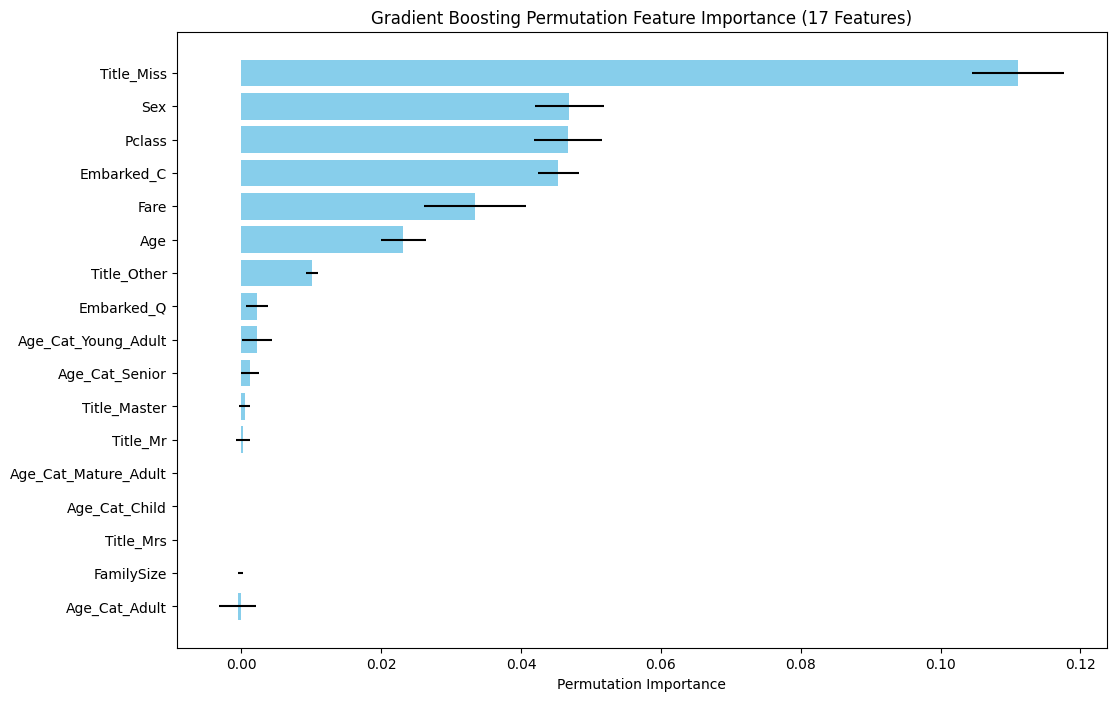 Gradient Boosting Permutation Feature Importance (17 Features)
Title_Miss
Sex
Pclass
Embarked_C
Fare
Age
Title_Other
Embarked_Q
Age_Cat_Young_Adult
Age_Cat_Senior
Title_Master
Title_Mr
Age_Cat_Mature_Adult
Age_Cat_Child
Title_Mrs
FamilySize
Age_Cat_Adult
0.00 0.02 0.04 0.06 0.08 0.10 0.12
Permutation Importance